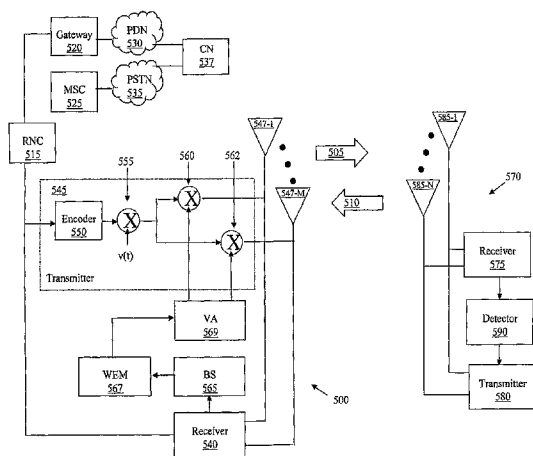 Gateway
520
PDN
530
CN
537
MSC
525
PSTN
535
RNC
515
547-1
505
585-1
555
560
562
547-M
510
585-N
570
545
Encoder
550
X
X
X
v(t)
Transmitter
Receiver
575
VA
569
Detector
590
WEM
567
BS
565
500
Transmitter
580
Receiver
540